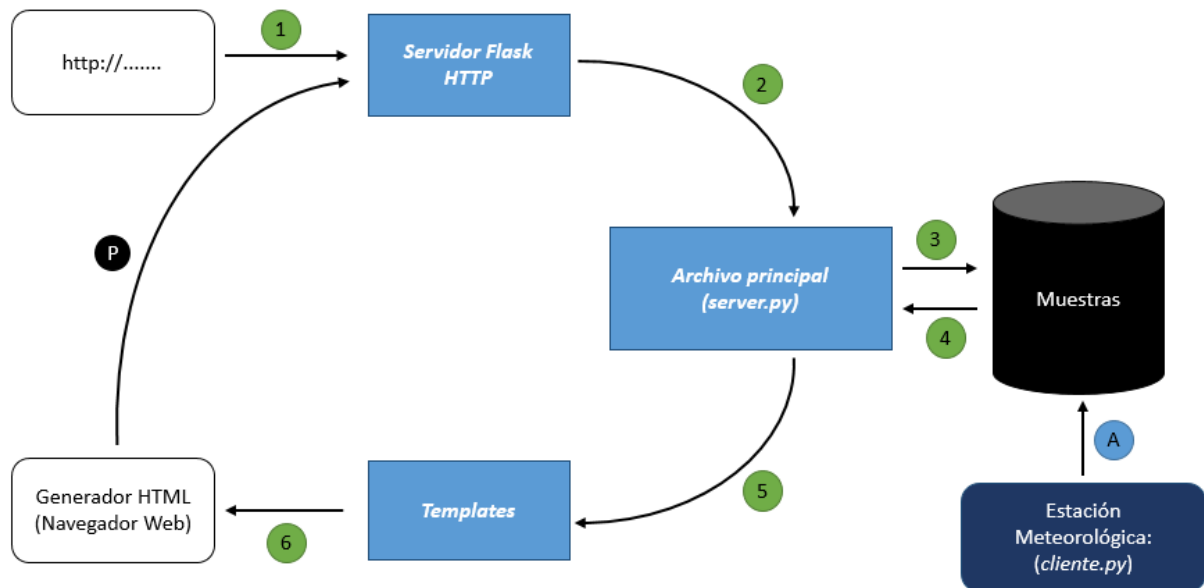 http://.......
1
Servidor Flask
HTTP
2
P
Archivo principal
(server.py)
3
4
Muestras
A
Generador HTML
(Navegador Web)
6
Templates
5
Estación
Meteorológica:
(cliente.py)